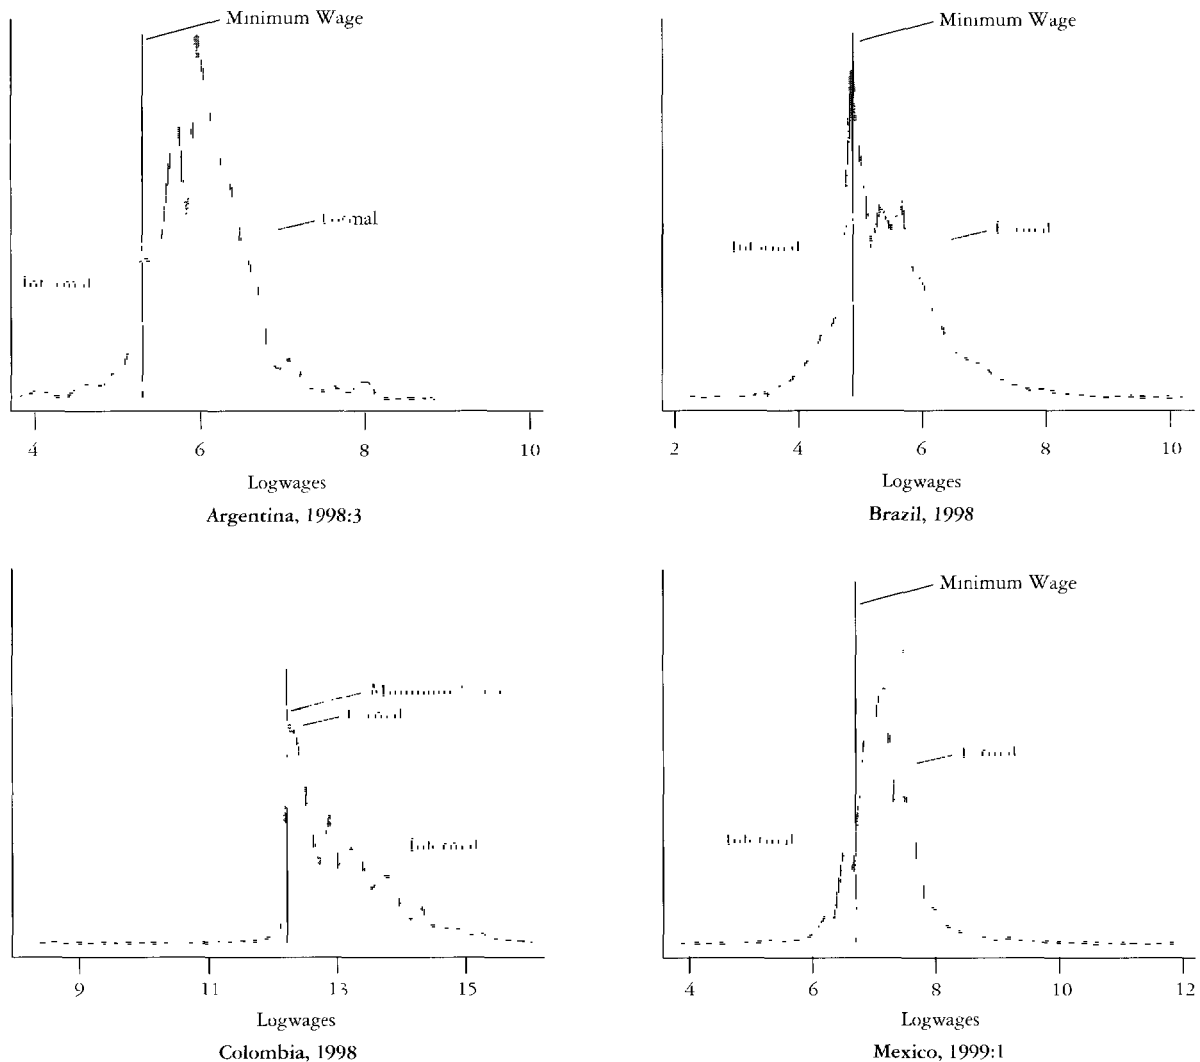 Minimum Wage
4 6 8 10
Logwages
Argentina, 1998:3
Minimum Wage
2 4 6 8 10
Logwages
Brazil, 1998
9 11 13 15
Logwages
Colombia, 1998
Minimum Wage
4 6 8 10 12
Logwages
Mexico, 1999:1